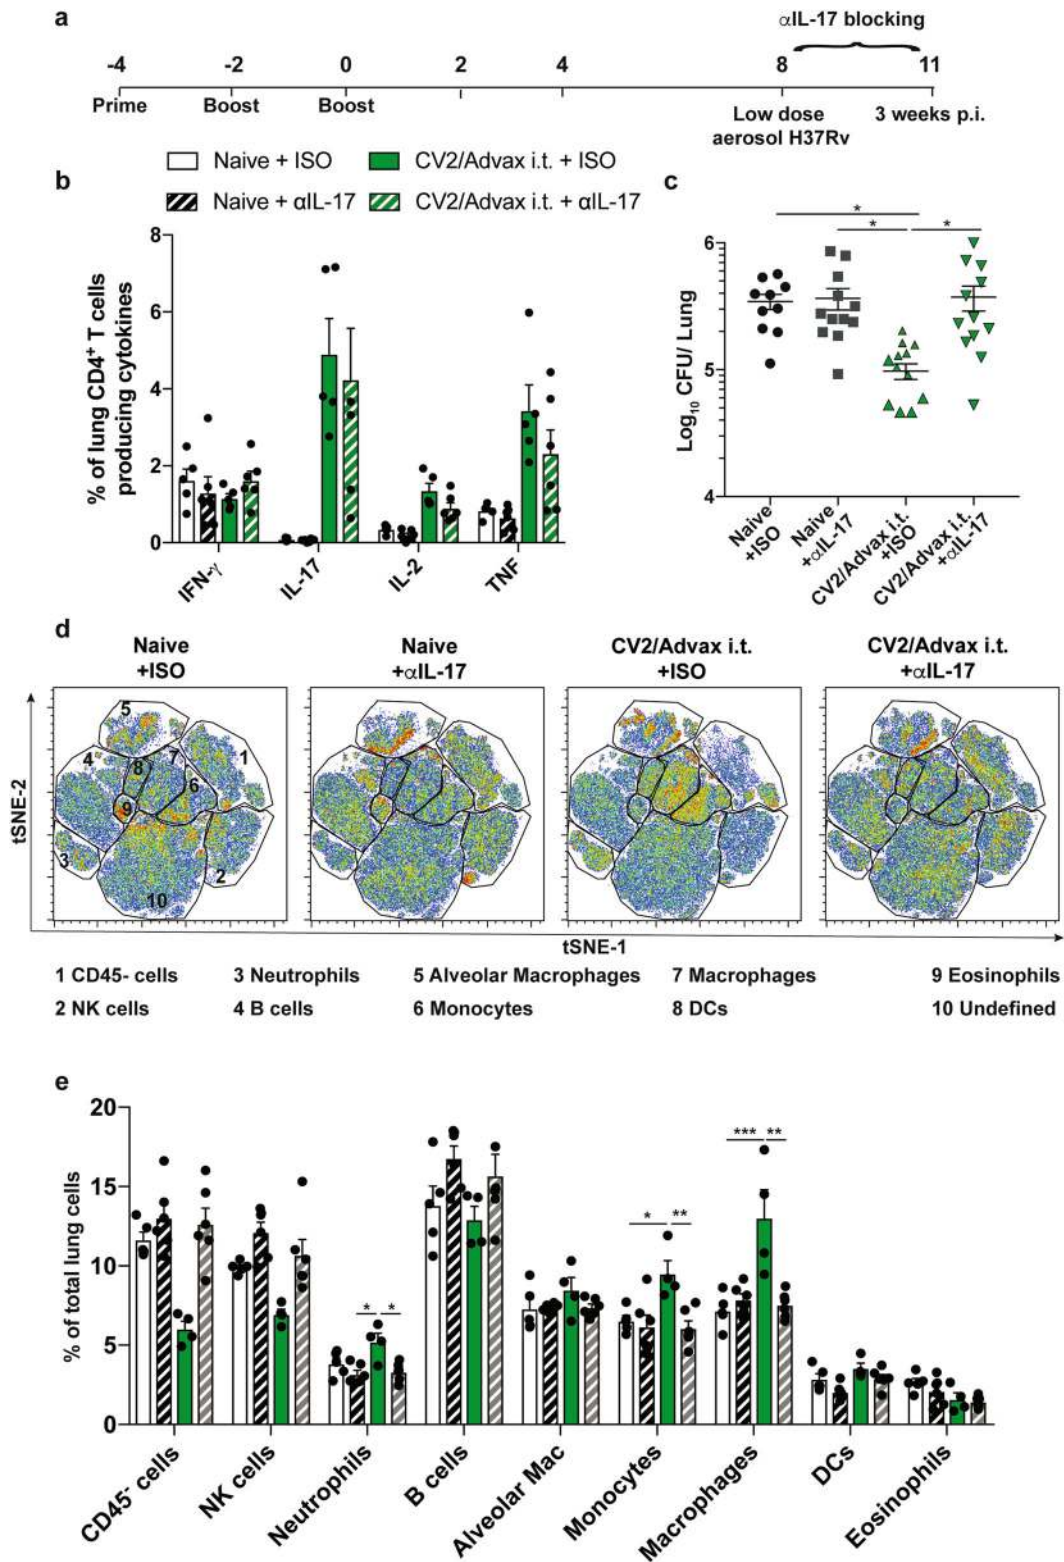 a
αIL-17 blocking
-4 -2 0 2 4 8 11
Prime Boost Boost Low dose aerosol H37Rv 3 weeks p.i.
Naive + ISO CV2/Advax i.t. + ISO
Naive + αIL-17 CV2/Advax i.t. + αIL-17
b
% of lung CD4⁺ T cells
producing cytokines
8
6
4
2
0
IFN-γ IL-17 IL-2 TNF
c
* * *
Log₁₀ CFU/ Lung
6
5
4
Naive +ISO
Naive +αIL-17
CV2/Advax i.t. +ISO
CV2/Advax i.t. +αIL-17
d
Naive +ISO
Naive +αIL-17
CV2/Advax i.t. +ISO
CV2/Advax i.t. +αIL-17
tSNE-2
5
4 8 7 1
6
9
3
2
10
tSNE-1
1 CD45- cells 3 Neutrophils 5 Alveolar Macrophages 7 Macrophages 9 Eosinophils
2 NK cells 4 B cells 6 Monocytes 8 DCs 10 Undefined
e
% of total lung cells
20
15
10
5
0
* * * ** *** **
CD45⁻ cells
NK cells
Neutrophils
B cells
Alveolar Mac
Monocytes
Macrophages
DCs
Eosinophils